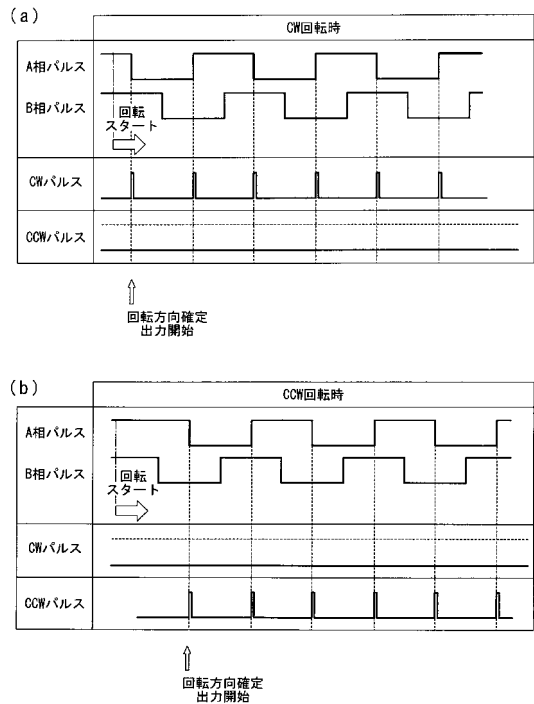 (a)
CW回転時
A相パルス
B相パルス
回転
スタート
CWパルス
CCWパルス
回転方向確定
出力開始
(b)
CCW回転時
A相パルス
B相パルス
回転
スタート
CWパルス
CCWパルス
回転方向確定
出力開始